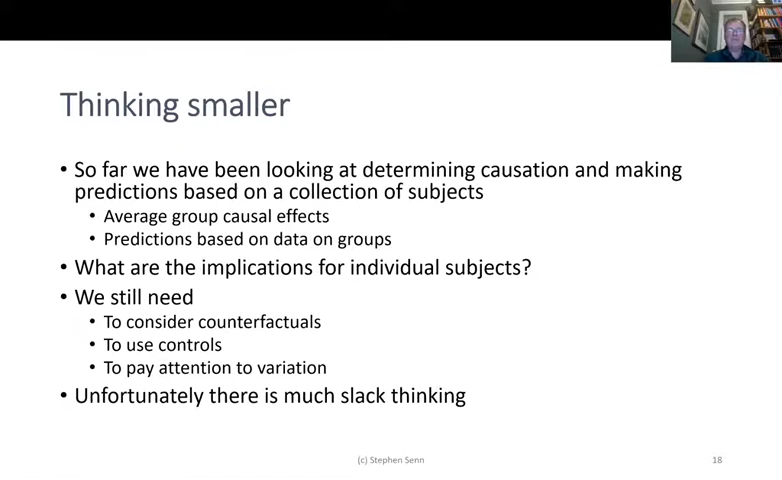 Thinking smaller
• So far we have been looking at determining causation and making
predictions based on a collection of subjects
• Average group causal effects
• Predictions based on data on groups
• What are the implications for individual subjects?
• We still need
• To consider counterfactuals
• To use controls
• To pay attention to variation
• Unfortunately there is much slack thinking
(c) Stephen Senn
18